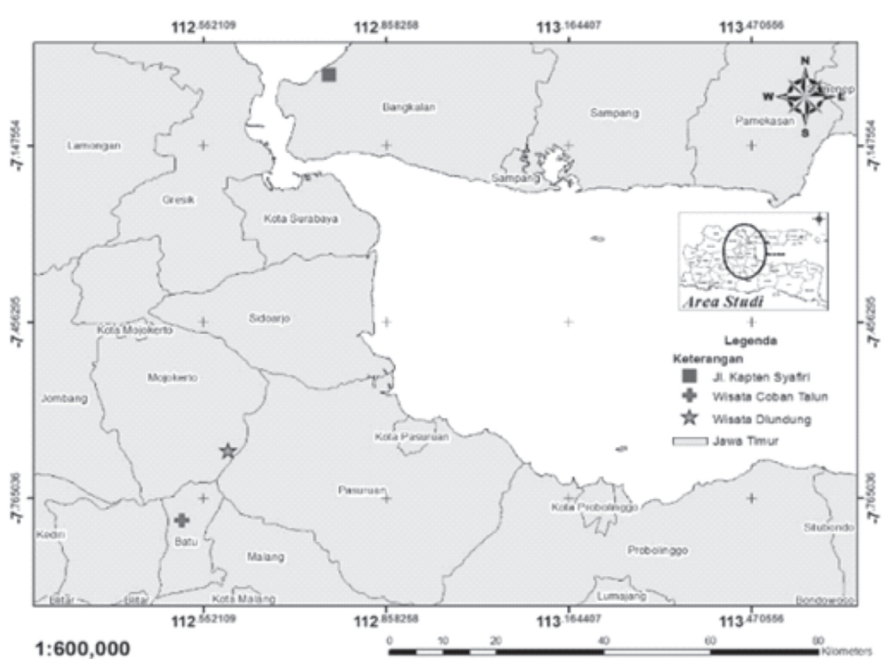 112.562109 112.858258 113.164407 113.470556
N
W E
S
Bangkalan
Sampang
Pamekasan
-7.147554 -7.147554
Lamongan
Sampang
Gresik
Kota Surabaya
Area Studi
Sidoarjo
-7.456295 -7.456295
Kota Mojokerto
Legenda
Keterangan
Mojokerto
Jl. Kapten Syafiri
Jombang
Wisata Coban Talun
Wisata Dlundung
Kota Pasuruan
Jawa Timur
Pasuruan
-7.765036 -7.765036
Kota Probolinggo
Kediri
Situbondo
Batu
Malang
Probolinggo
Blitar Blitar Kota Malang Lumajang Bondowoso
112.562109 112.858258 113.164407 113.470556
1:600,000
0 10 20 40 60 80
Kilometers